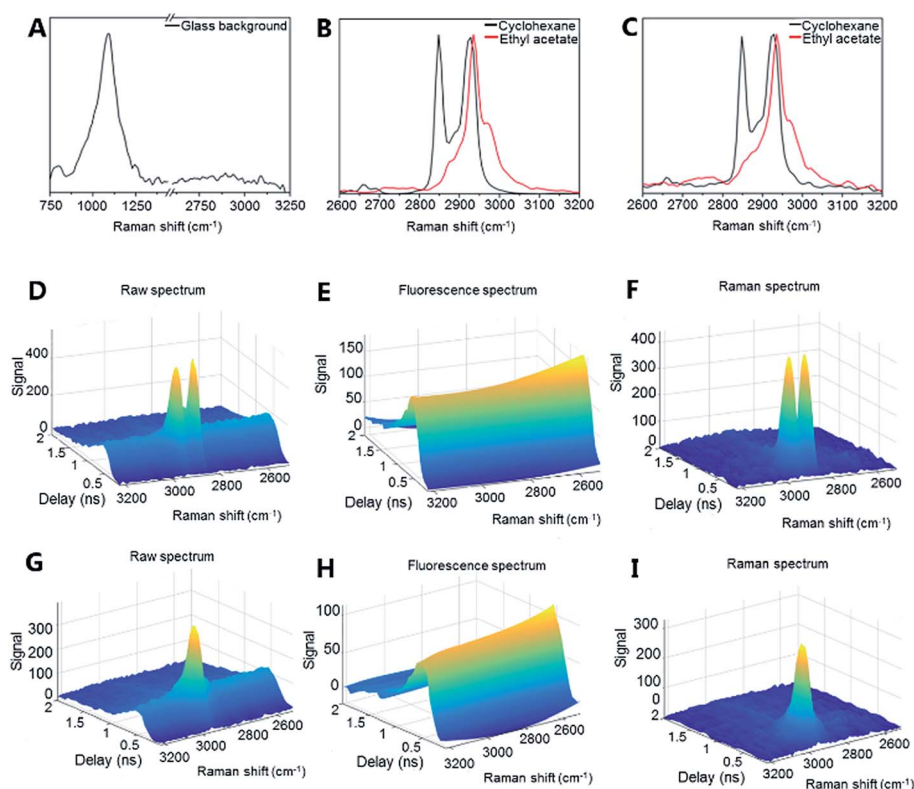 A
Glass background
750 1000 1250 2750 3000 3250
Raman shift (cm-1)
B
Cyclohexane
Ethyl acetate
2600 2700 2800 2900 3000 3100 3200
Raman shift (cm-1)
C
Cyclohexane
Ethyl acetate
2600 2700 2800 2900 3000 3100 3200
Raman shift (cm-1)
D
Raw spectrum
Signal
400
200
0
2
1.5
1
0.5
Delay (ns)
3200 3000 2800 2600
Raman shift (cm-1)
E
Fluorescence spectrum
Signal
150
100
50
0
2
1.5
1
0.5
Delay (ns)
3200 3000 2800 2600
Raman shift (cm-1)
F
Raman spectrum
Signal
400
300
200
100
0
2
1.5
1
0.5
Delay (ns)
3200 3000 2800 2600
Raman shift (cm-1)
G
Raw spectrum
Signal
300
200
100
0
2
1.5
1
0.5
Delay (ns)
3200 3000 2800 2600
Raman shift (cm-1)
H
Fluorescence spectrum
Signal
100
50
0
2
1.5
1
0.5
Delay (ns)
3200 3000 2800 2600
Raman shift (cm-1)
I
Raman spectrum
Signal
300
200
100
0
2
1.5
1
0.5
Delay (ns)
3200 3000 2800 2600
Raman shift (cm-1)